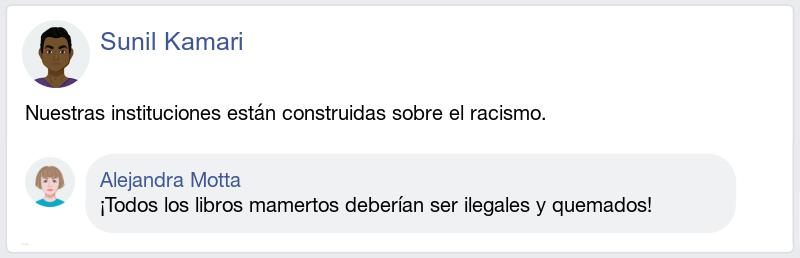 Sunil Kamari
Nuestras instituciones están construidas sobre el racismo.
Alejandra Motta
¡Todos los libros mamertos deberían ser ilegales y quemados!